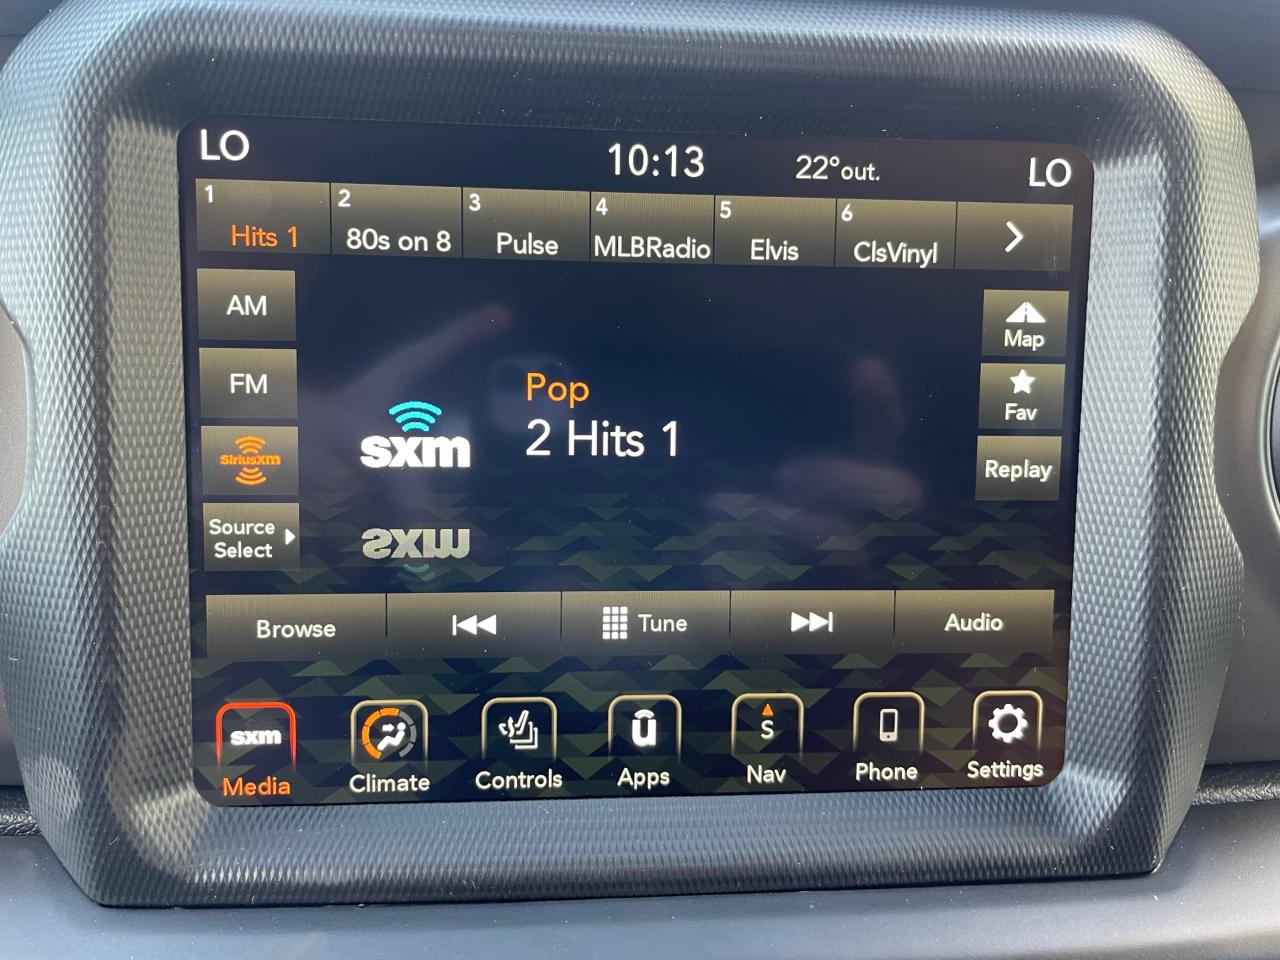 LO 10:13 22°out. LO
1 Hits 1 2 80s on 8 3 Pulse 4 MLBRadio 5 Elvis 6 ClsVinyl
AM
Map
FM
Pop
Fav
sxm 2 Hits 1
SiriusXM
Replay
Source
Select
sxm
Browse Tune Audio
sxm u S
Media Climate Controls Apps Nav Phone Settings